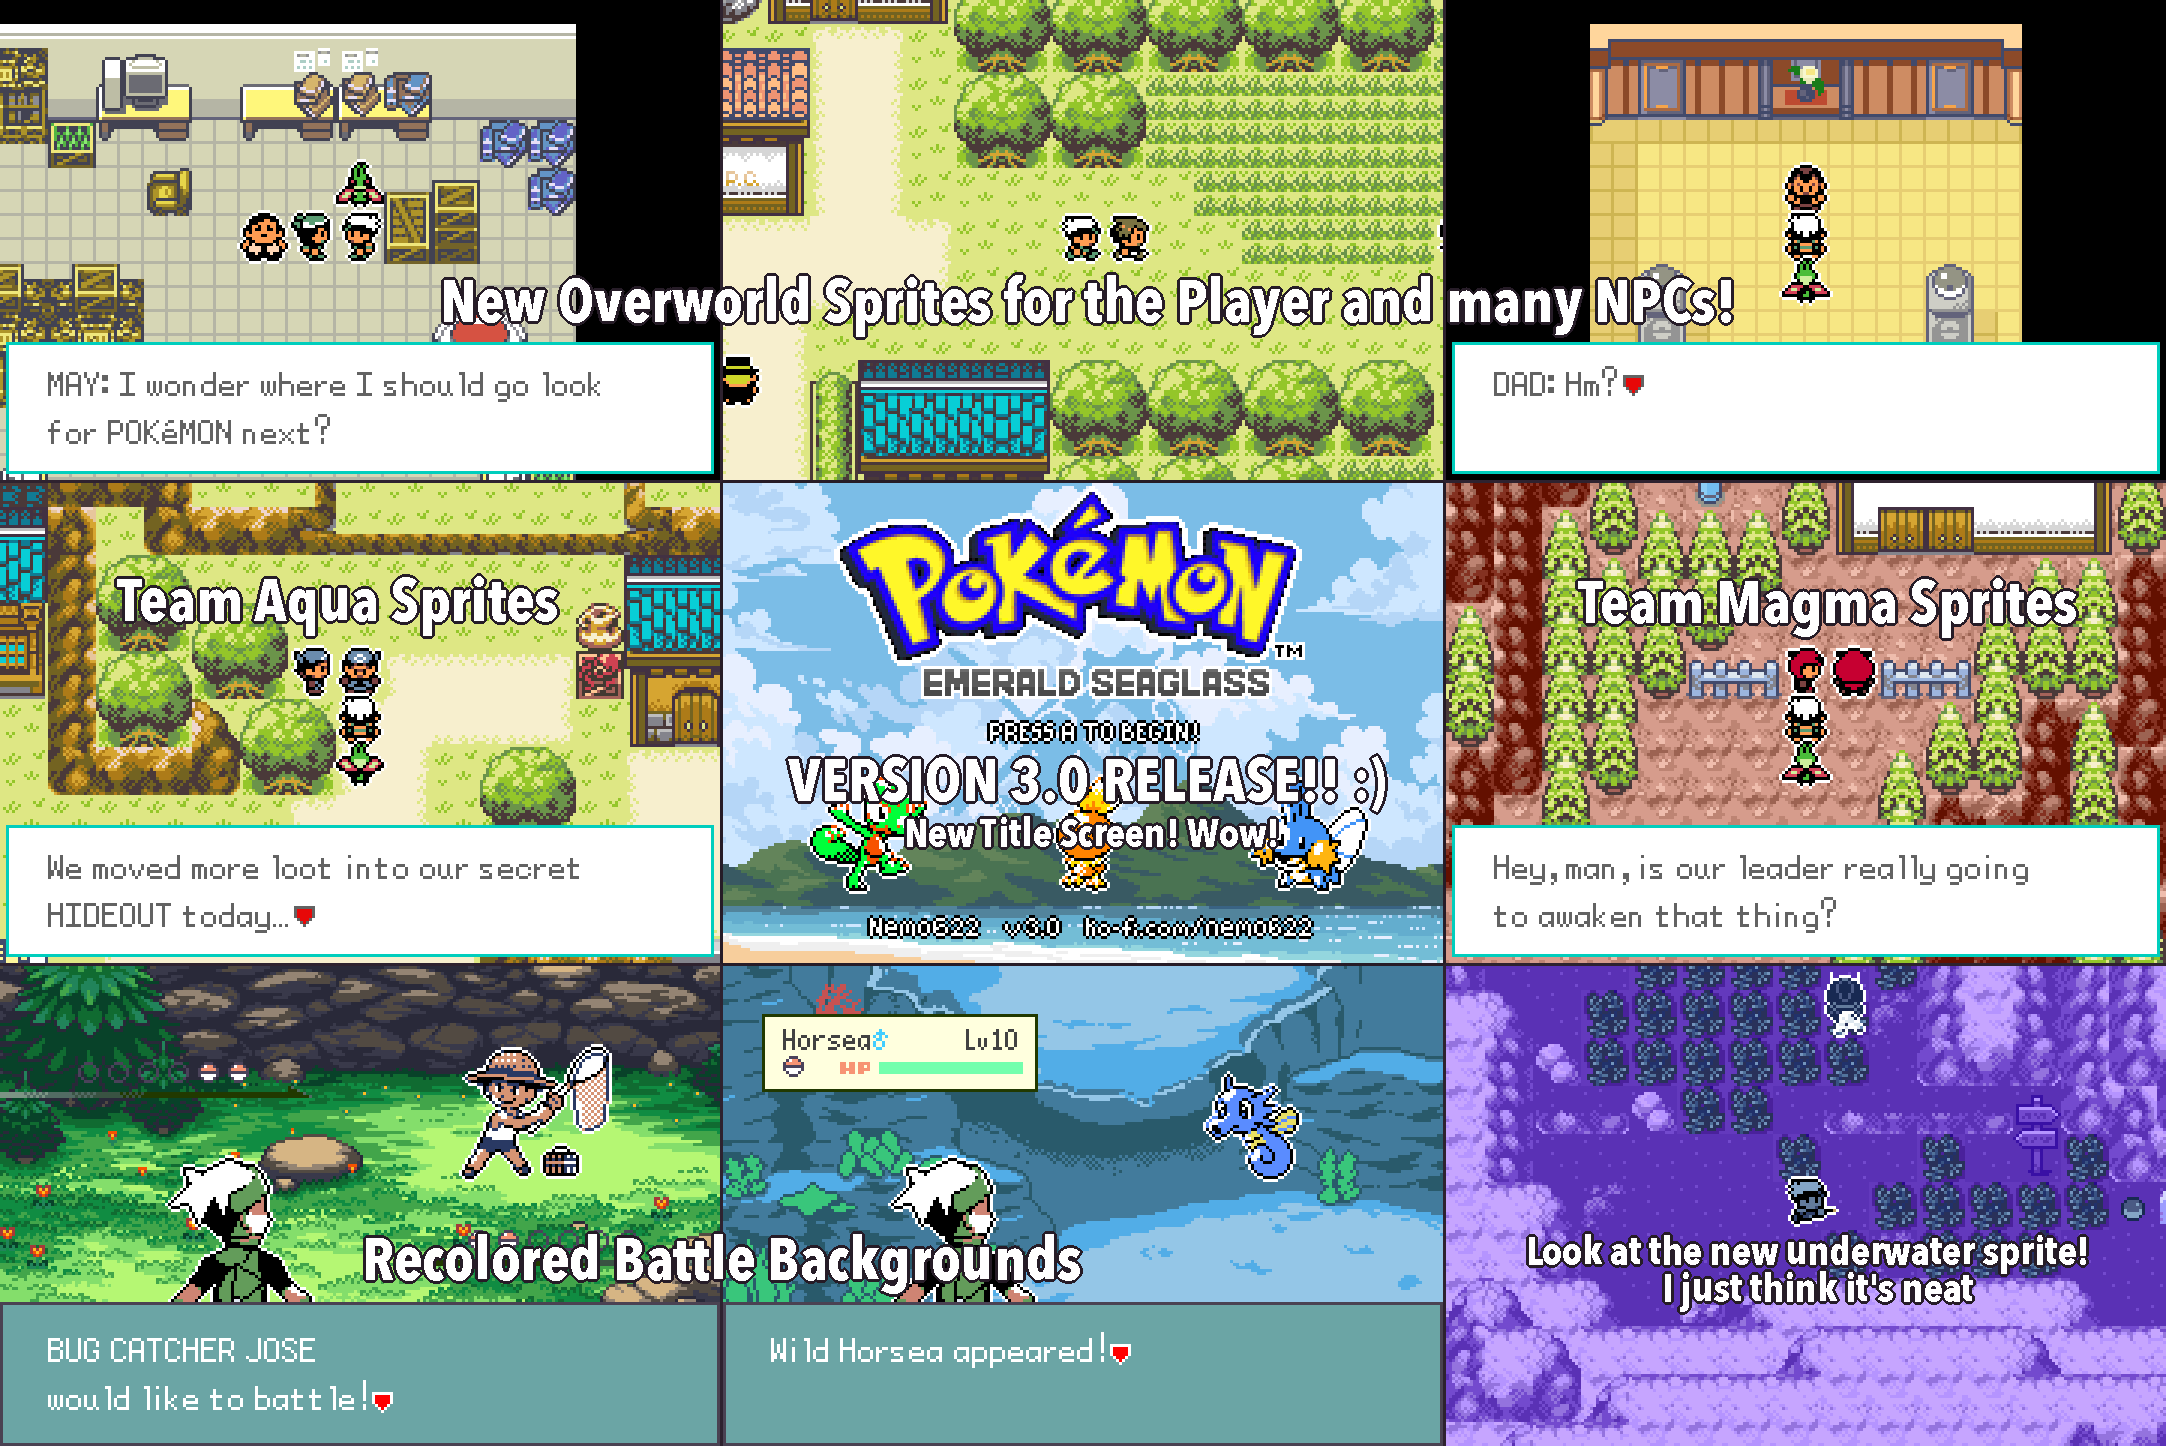 P.G.
New Overworld Sprites for the Player and many NPCs!
MAY: I wonder where I should go look
for POKéMON next?
DAD: Hm?
Team Aqua Sprites
We moved more loot into our secret
HIDEOUT today...
POKéMON
TM
EMERALD SEAGLASS
PRESS A TO BEGIN!
VERSION 3.0 RELEASE!! :)
New Title Screen! Wow!
Nemo622 v3.0 ko-fi.com/nemo622
Team Magma Sprites
Hey, man, is our leader really going
to awaken that thing?
Recolored Battle Backgrounds
BUG CATCHER JOSE
would like to battle!
Horsea♂ Lv10
HP
Wild Horsea appeared!
Look at the new underwater sprite!
I just think it's neat